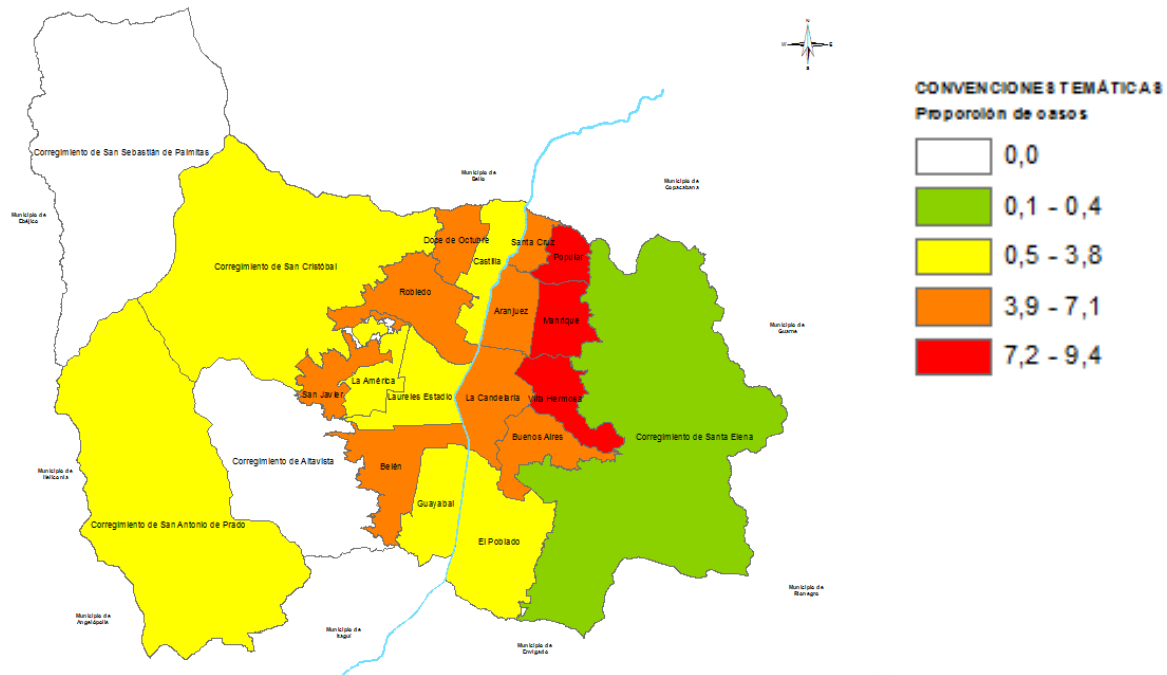 N
W
E
S
CONVENCIONES TEMÁTICAS
Proporción de casos
0,0
0,1 - 0,4
0,5 - 3,8
3,9 - 7,1
7,2 - 9,4
Corregimiento de San Sebastián de Palmitas
Municipio de
Bello
Municipio de
Copacabana
Municipio de
Ebéjico
Doce de Octubre
Santa Cruz
Popular
Castilla
Corregimiento de San Cristóbal
Robledo
Aranjuez
Manrique
Municipio de
Guarne
La América
San Javier
Laureles Estadio
La Candelaria
Villa Hermosa
Buenos Aires
Corregimiento de Santa Elena
Corregimiento de Altavista
Belén
Municipio de
Heliconia
Guayabal
Corregimiento de San Antonio de Prado
El Poblado
Municipio de
Rionegro
Municipio de
Angelópolis
Municipio de
Itagüí
Municipio de
Envigado